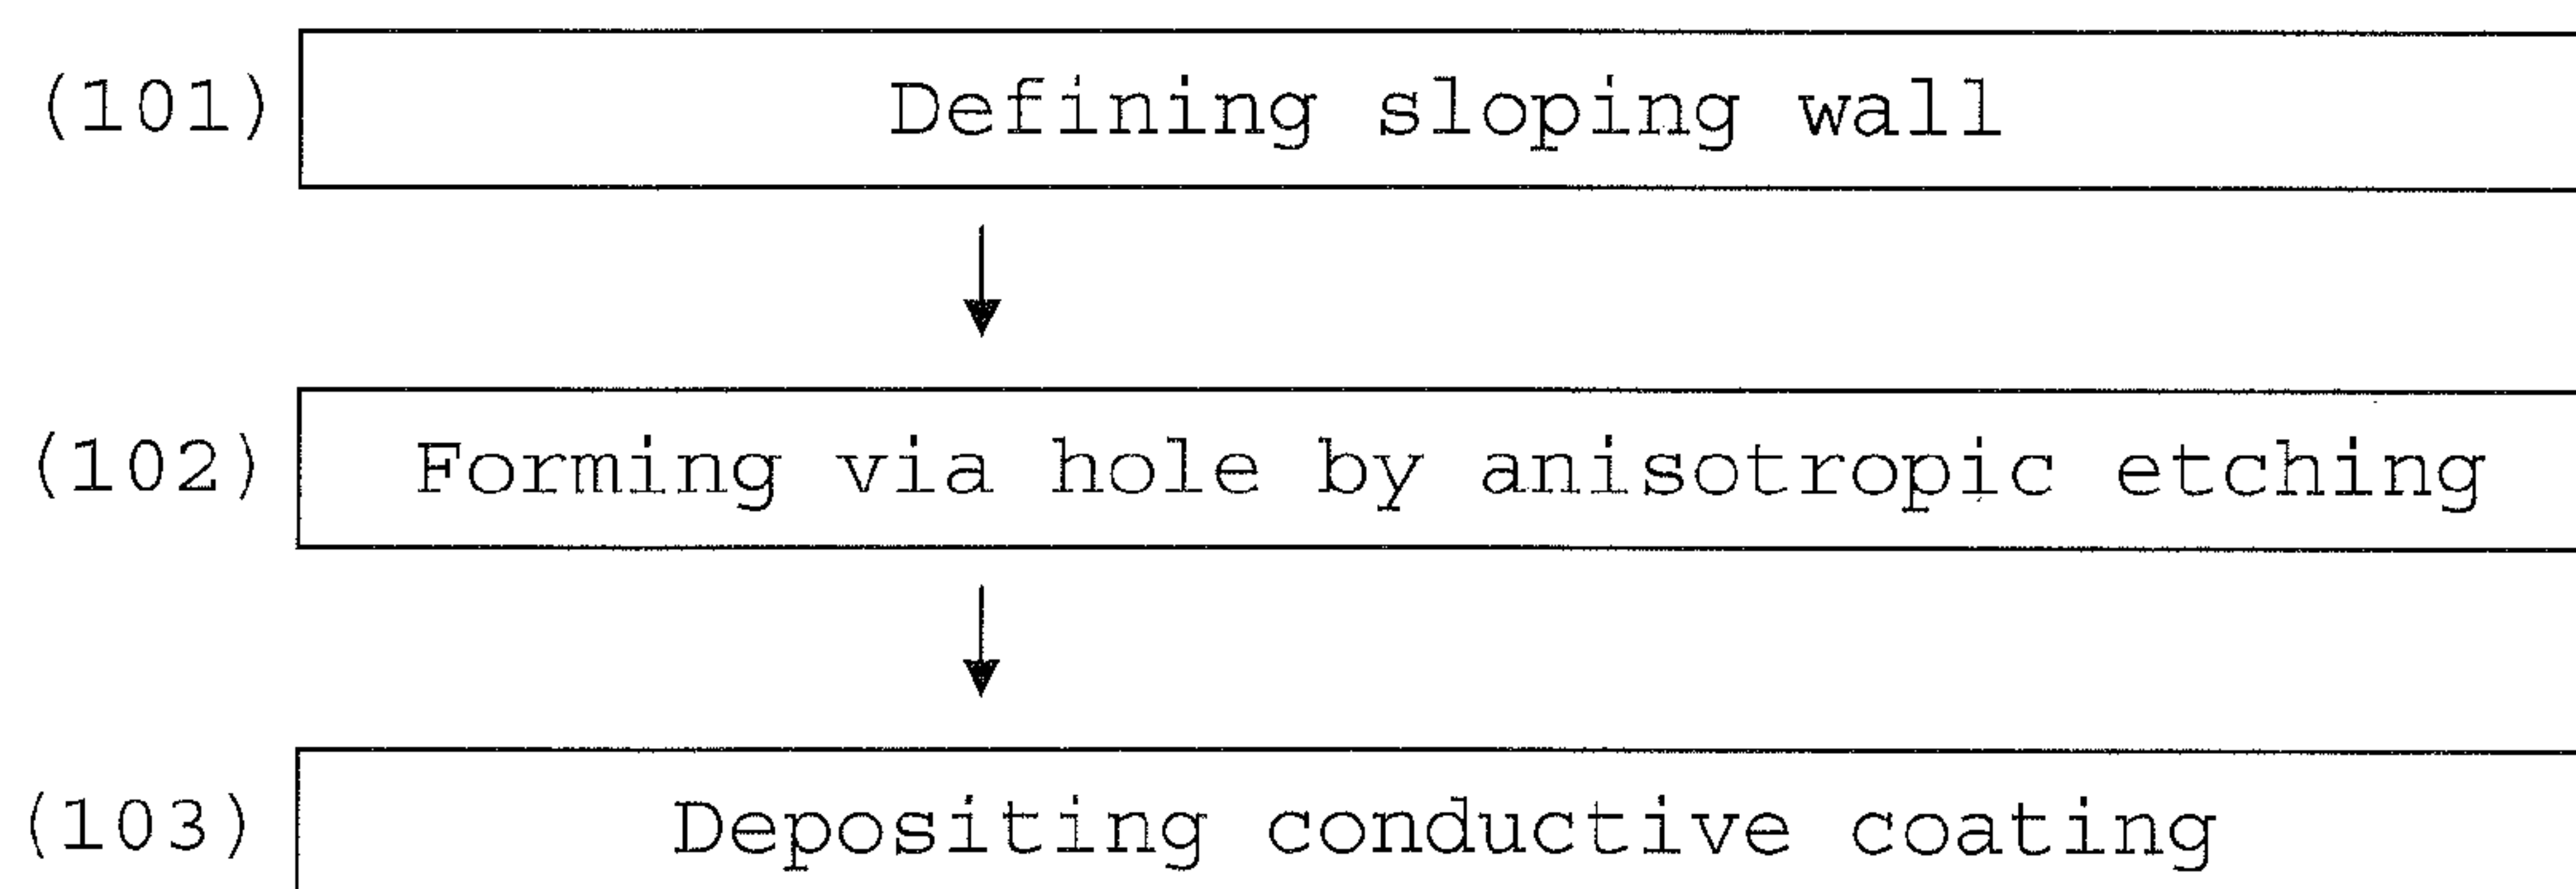 (101) Defining sloping wall
(102) Forming via hole by anisotropic etching
(103) Depositing conductive coating